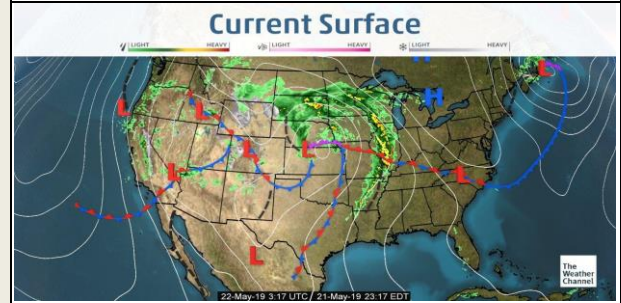 Current Surface
LIGHT HEAVY LIGHT HEAVY LIGHT HEAVY
H
L
L
L
H
L
L
L
L
L
The
Weather
Channel
22-May-19 3:17 UTC / 21-May-19 23:17 EDT